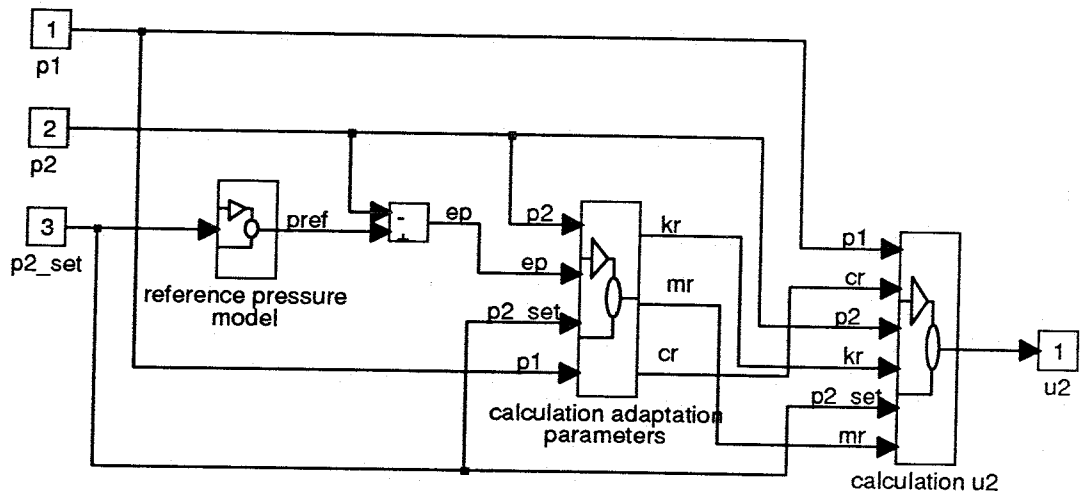 1
p1
2
p2
3
p2_set
pref
reference pressure
model
-
+
ep
p2
ep
p2_set
p1
kr
mr
cr
calculation adaptation
parameters
p1
cr
p2
kr
p2_set
mr
calculation u2
1
u2